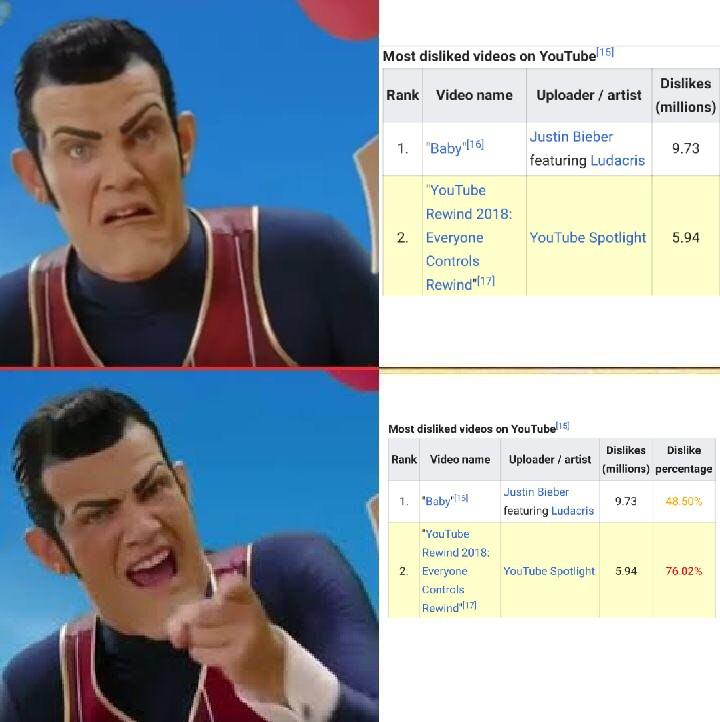 Most disliked videos on YouTube[15]
Rank Video name Uploader / artist Dislikes (millions)
1. "Baby"[16] Justin Bieber featuring Ludacris 9.73
2. "YouTube Rewind 2018: Everyone Controls Rewind"[17] YouTube Spotlight 5.94
Most disliked videos on YouTube[15]
Rank Video name Uploader / artist Dislikes (millions) Dislike percentage
1. "Baby"[16] Justin Bieber featuring Ludacris 9.73 48.50%
2. "YouTube Rewind 2018: Everyone Controls Rewind"[17] YouTube Spotlight 5.94 76.02%